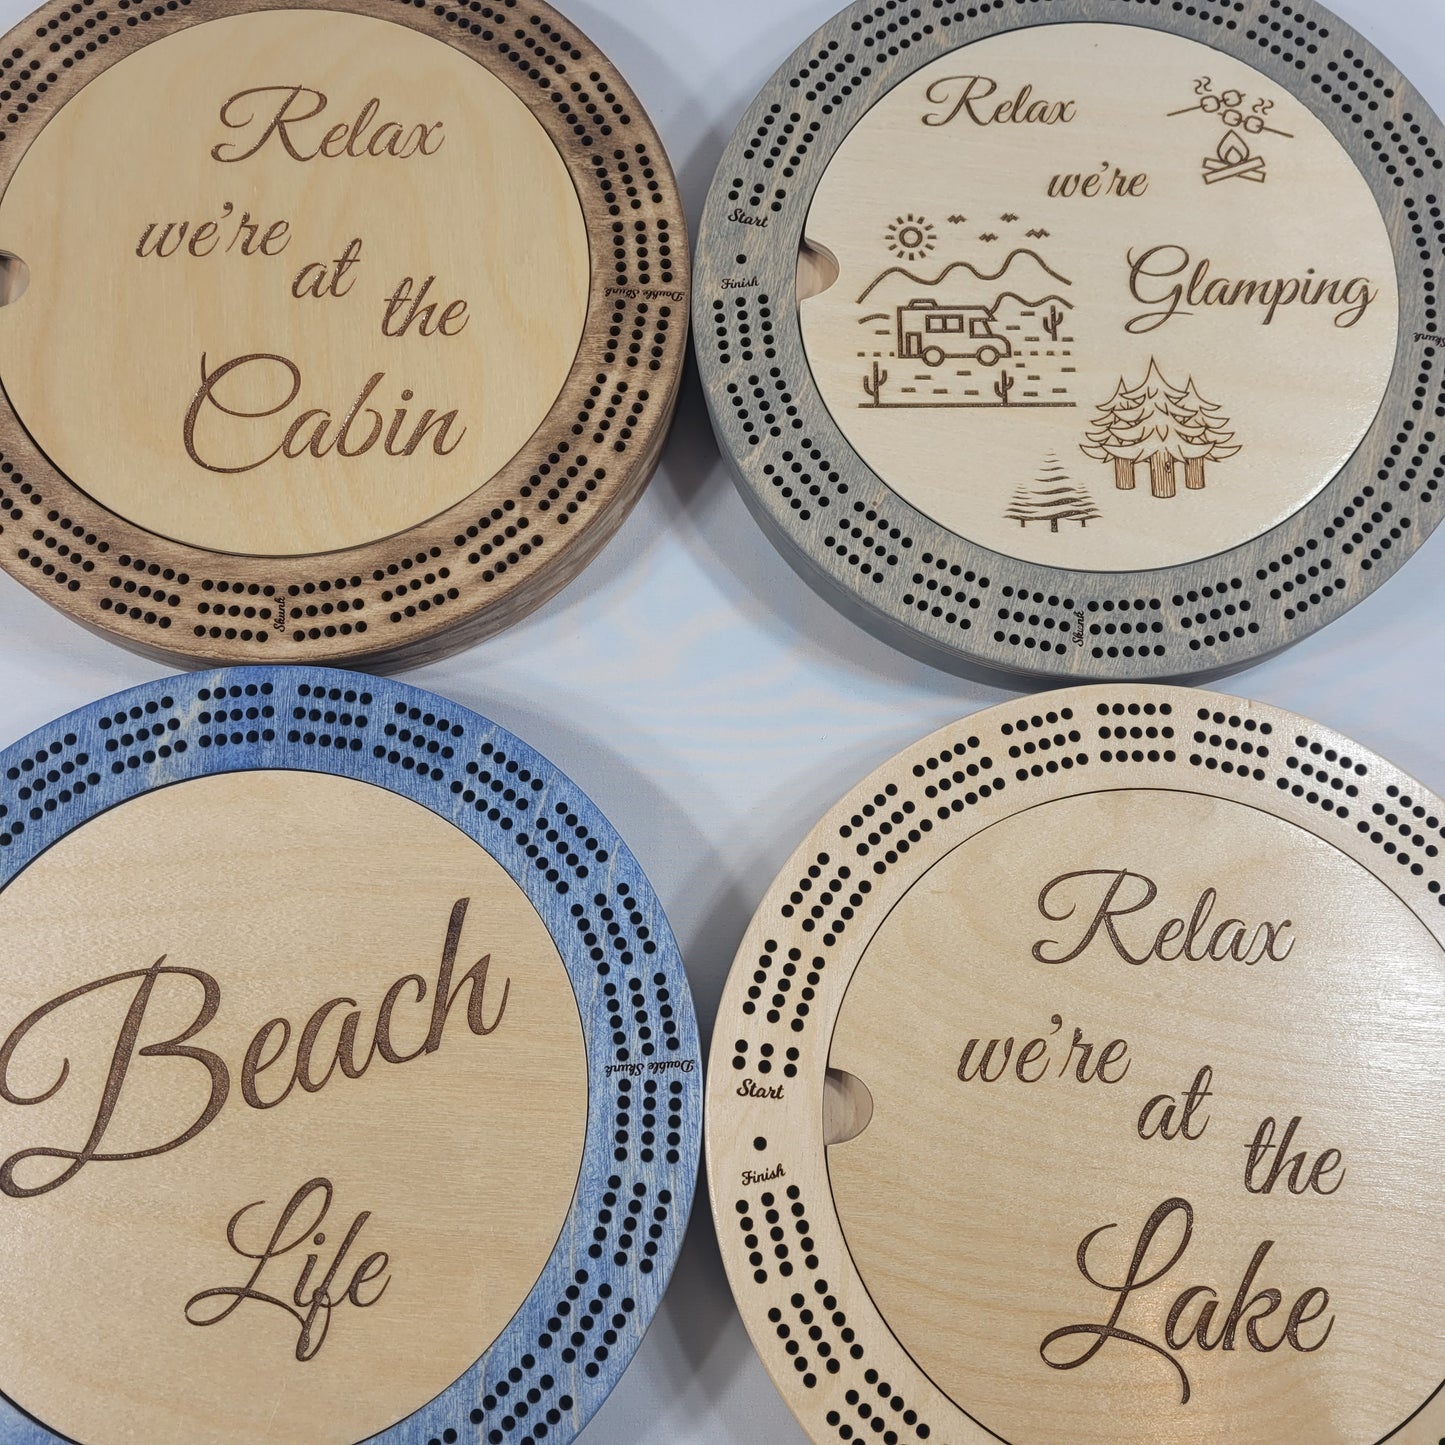 Relax
we're
at
the
Cabin
Double Skunk
Skunk
Relax
we're
Glamping
Start
Finish
Skunk
Skunk
Beach
Life
Double Skunk
Relax
we're
at
the
Lake
Start
Finish